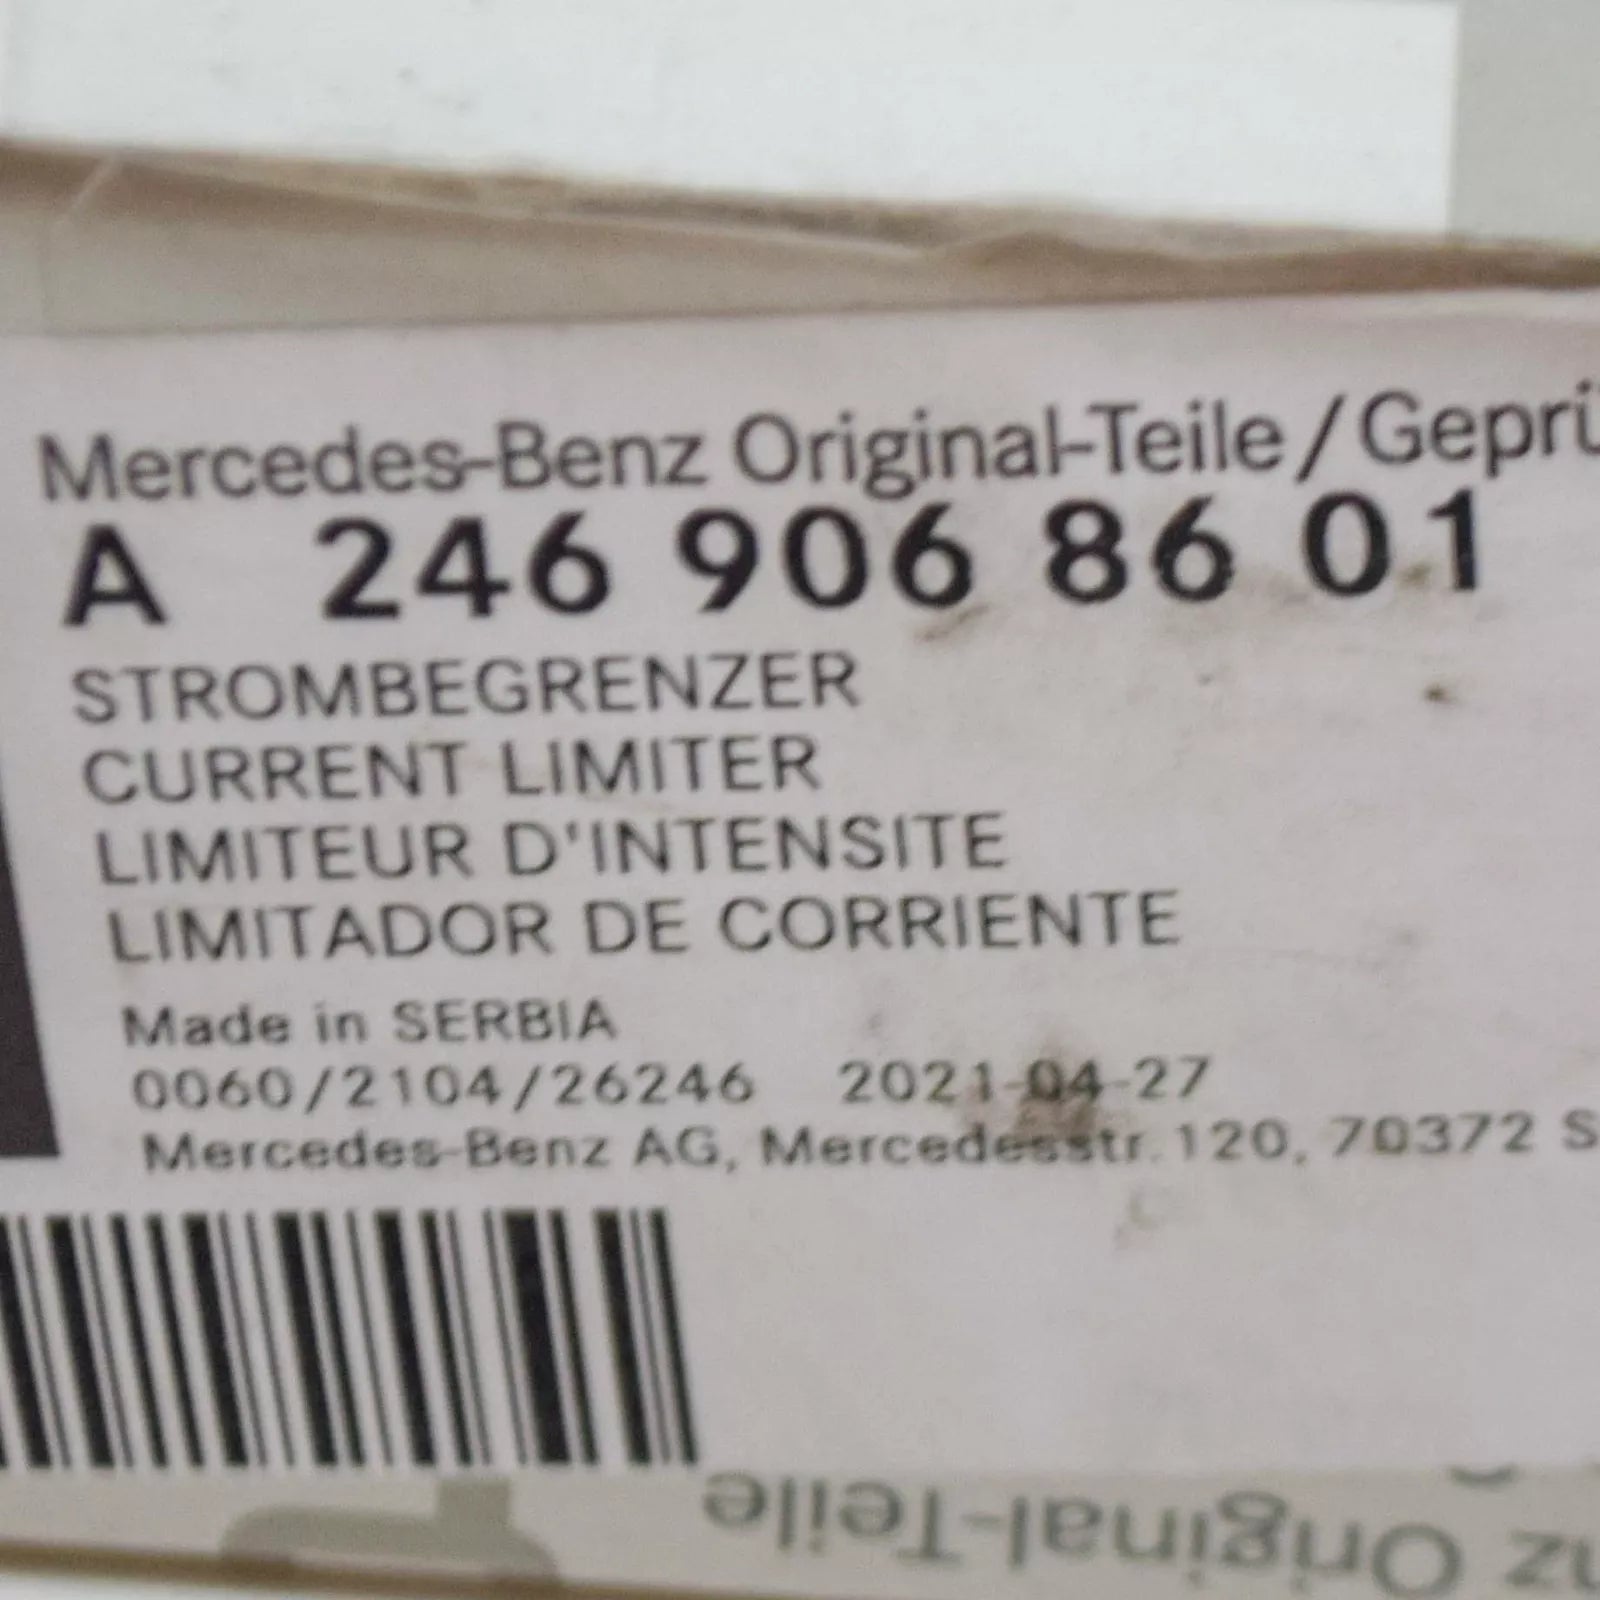 Mercedes-Benz Original-Teile/Geprü
A 246 906 86 01
STROMBEGRENZER
CURRENT LIMITER
LIMITEUR D'INTENSITE
LIMITADOR DE CORRIENTE
Made in SERBIA
0060/2104/26246 2021-04-27
Mercedes-Benz AG, Mercedesstr. 120, 70372 S
nz Original-Teile